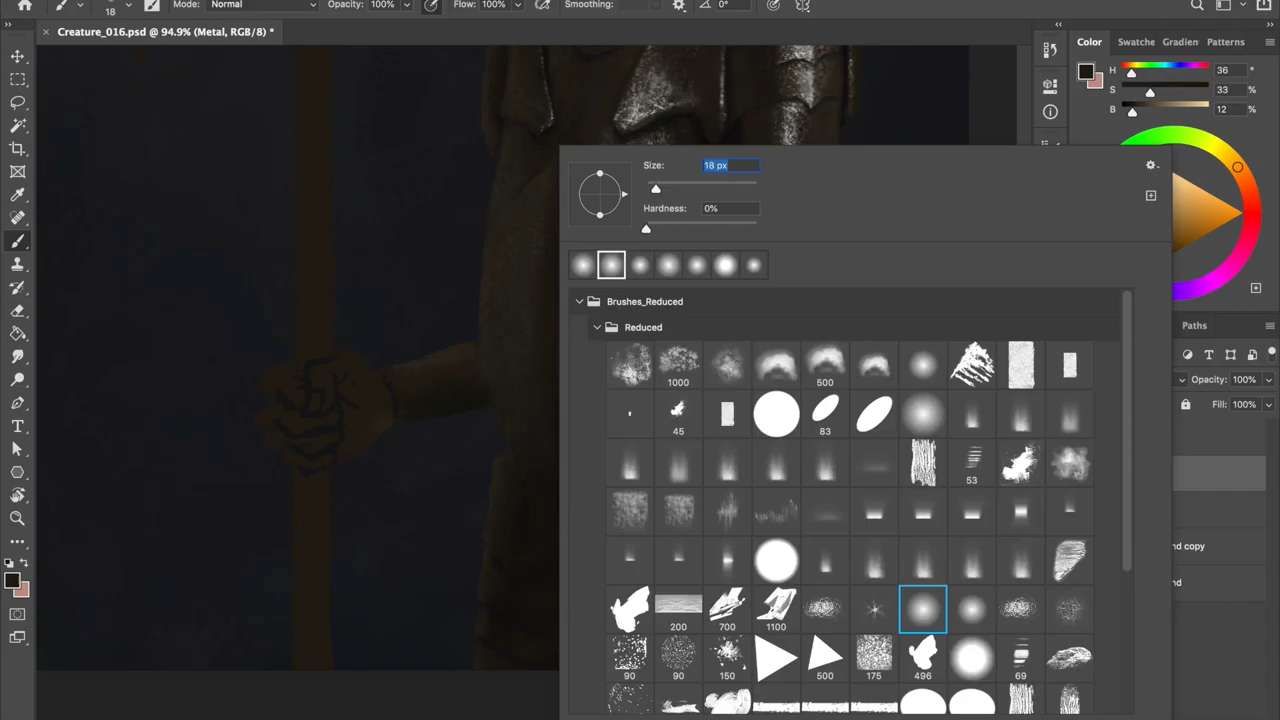 18
Mode: Normal
Opacity: 100%
Flow: 100%
Smoothing:
0°
Creature_016.psd @ 94.9% (Metal, RGB/8) *
Color
Swatche
Gradien
Patterns
H 36 °
S 33 %
B 12 %
Size: 18 px
Hardness: 0%
Brushes_Reduced
Reduced
Paths
Opacity: 100%
Fill: 100%
1000
500
45
83
53
nd copy
nd
200
700
1100
90
90
150
500
175
496
69